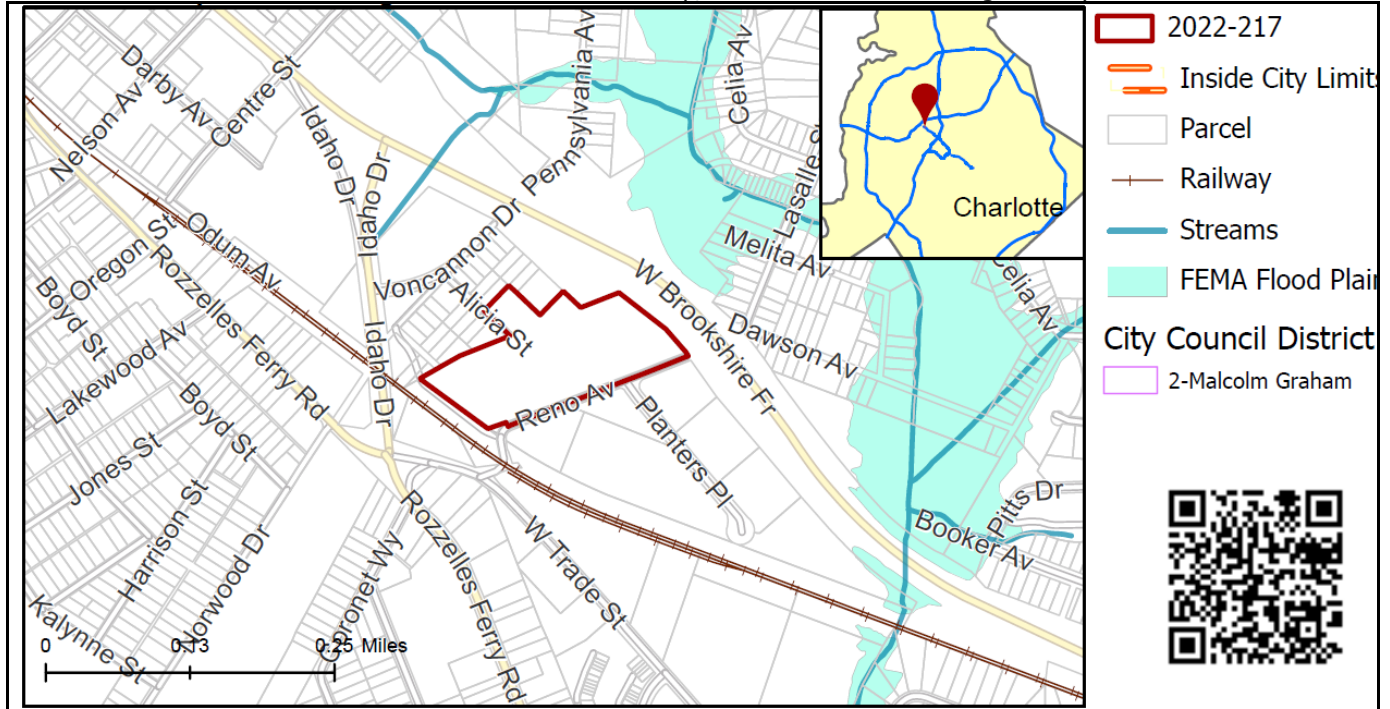 Darby Av
Centre St
Nelson Av
Idaho Dr
Idaho Dr
Pennsylvania Av
Celia Av
Charlotte
Lasalle S
Melita Av
Celia Av
Odum Av
Oregon St
Rozzelles Ferry Rd
Boyd St
Lakewood Av
Voncannon Dr
Alicia St
Idaho Dr
W Brookshire Fr
Dawson Av
Reno Av
Planters Pl
Boyd St
Jones St
Harrison St
Norwood Dr
Kalynne St
Coronet Wy
Rozzelles Ferry Rd
W Trade St
Pitts Dr
Booker Av
0
0.13
0.25 Miles
2022-217
Inside City Limits
Parcel
Railway
Streams
FEMA Flood Plain
City Council District
2-Malcolm Graham